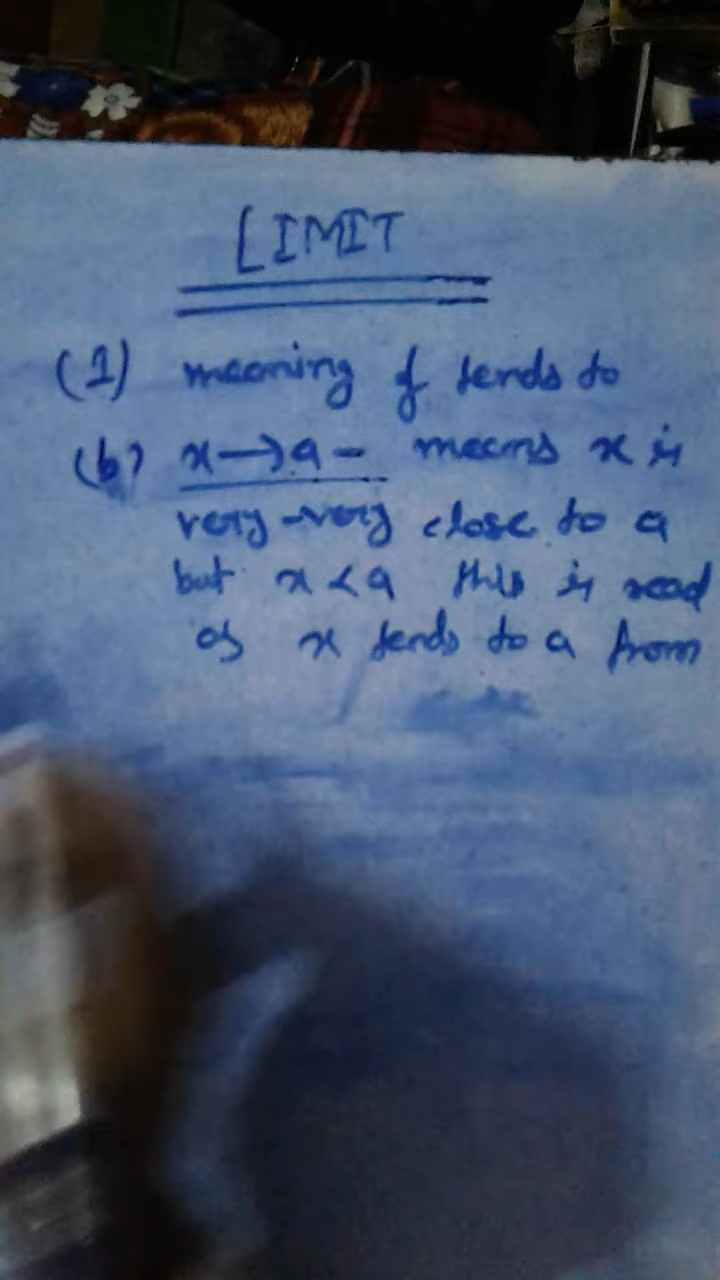 LIMIT
(1) meaning of tends to
(b) x→a- means x is
very-very close to a
but x<a this is read
as x tends to a from